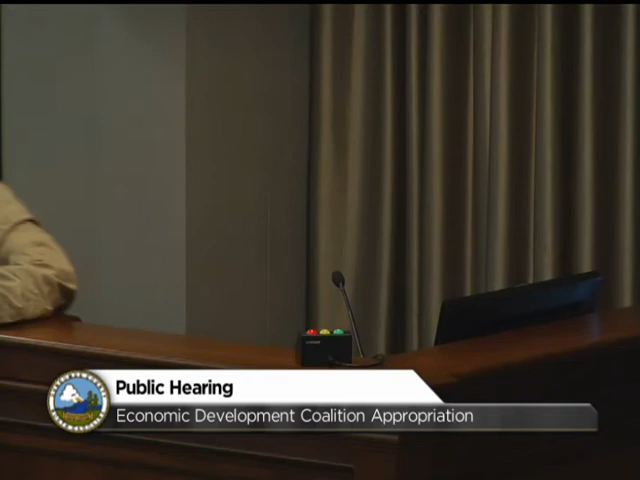 Public Hearing
Economic Development Coalition Appropriation